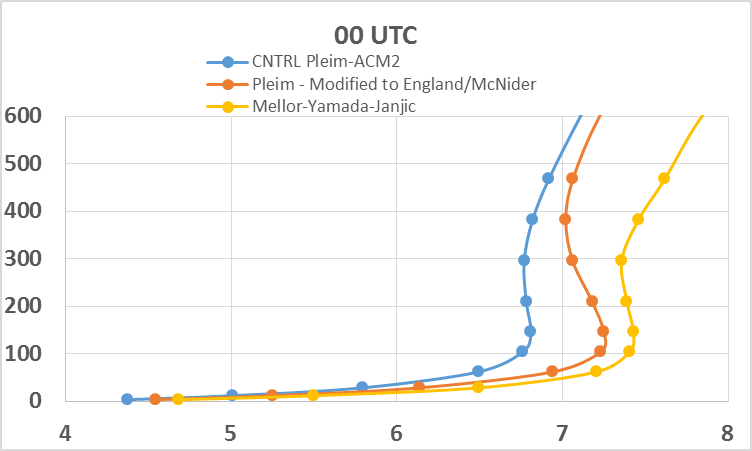 00 UTC
CNTRL Pleim-ACM2
Pleim - Modified to England/McNider
Mellor-Yamada-Janjic
600
500
400
300
200
100
0
4 5 6 7 8